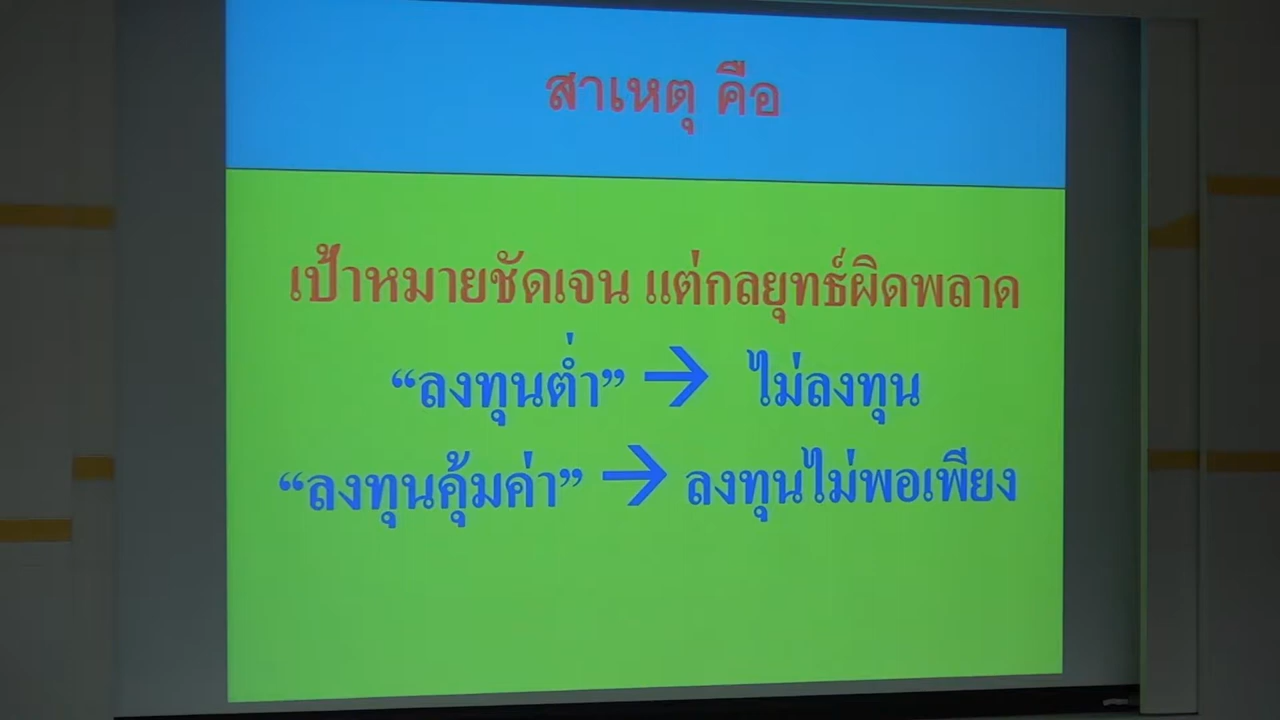 สาเหตุ คือ
เป้าหมายชัดเจน แต่กลยุทธ์ผิดพลาด
“ลงทุนต่ำ” → ไม่ลงทุน
“ลงทุนคุ้มค่า” → ลงทุนไม่พอเพียง